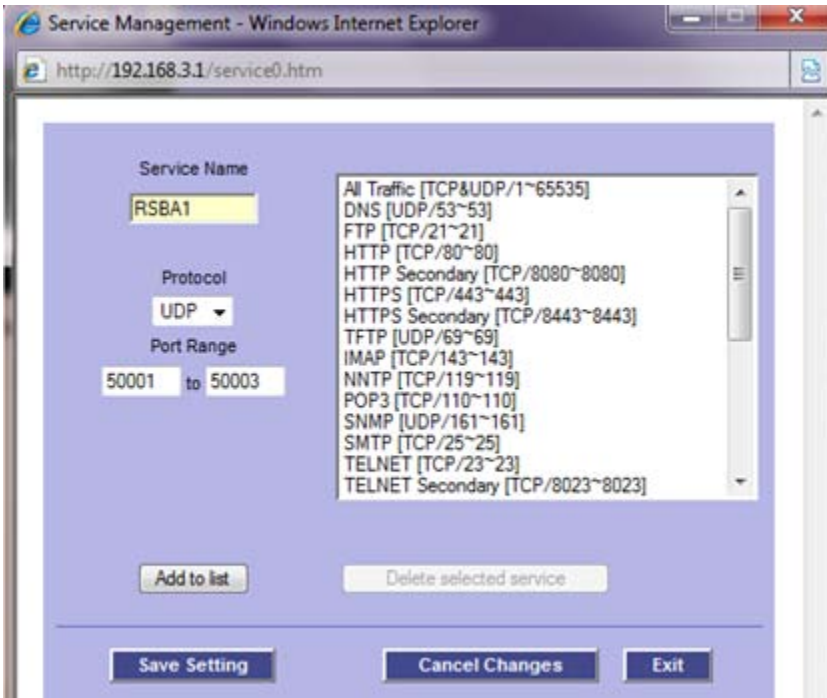 Service Management - Windows Internet Explorer
http://192.168.3.1/service0.htm
Service Name
RSBA1
Protocol
UDP
Port Range
50001 to 50003
All Traffic [TCP&UDP/1~65535]
DNS [UDP/53~53]
FTP [TCP/21~21]
HTTP [TCP/80~80]
HTTP Secondary [TCP/8080~8080]
HTTPS [TCP/443~443]
HTTPS Secondary [TCP/8443~8443]
TFTP [UDP/69~69]
IMAP [TCP/143~143]
NNTP [TCP/119~119]
POP3 [TCP/110~110]
SNMP [UDP/161~161]
SMTP [TCP/25~25]
TELNET [TCP/23~23]
TELNET Secondary [TCP/8023~8023]
Add to list
Delete selected service
Save Setting
Cancel Changes
Exit